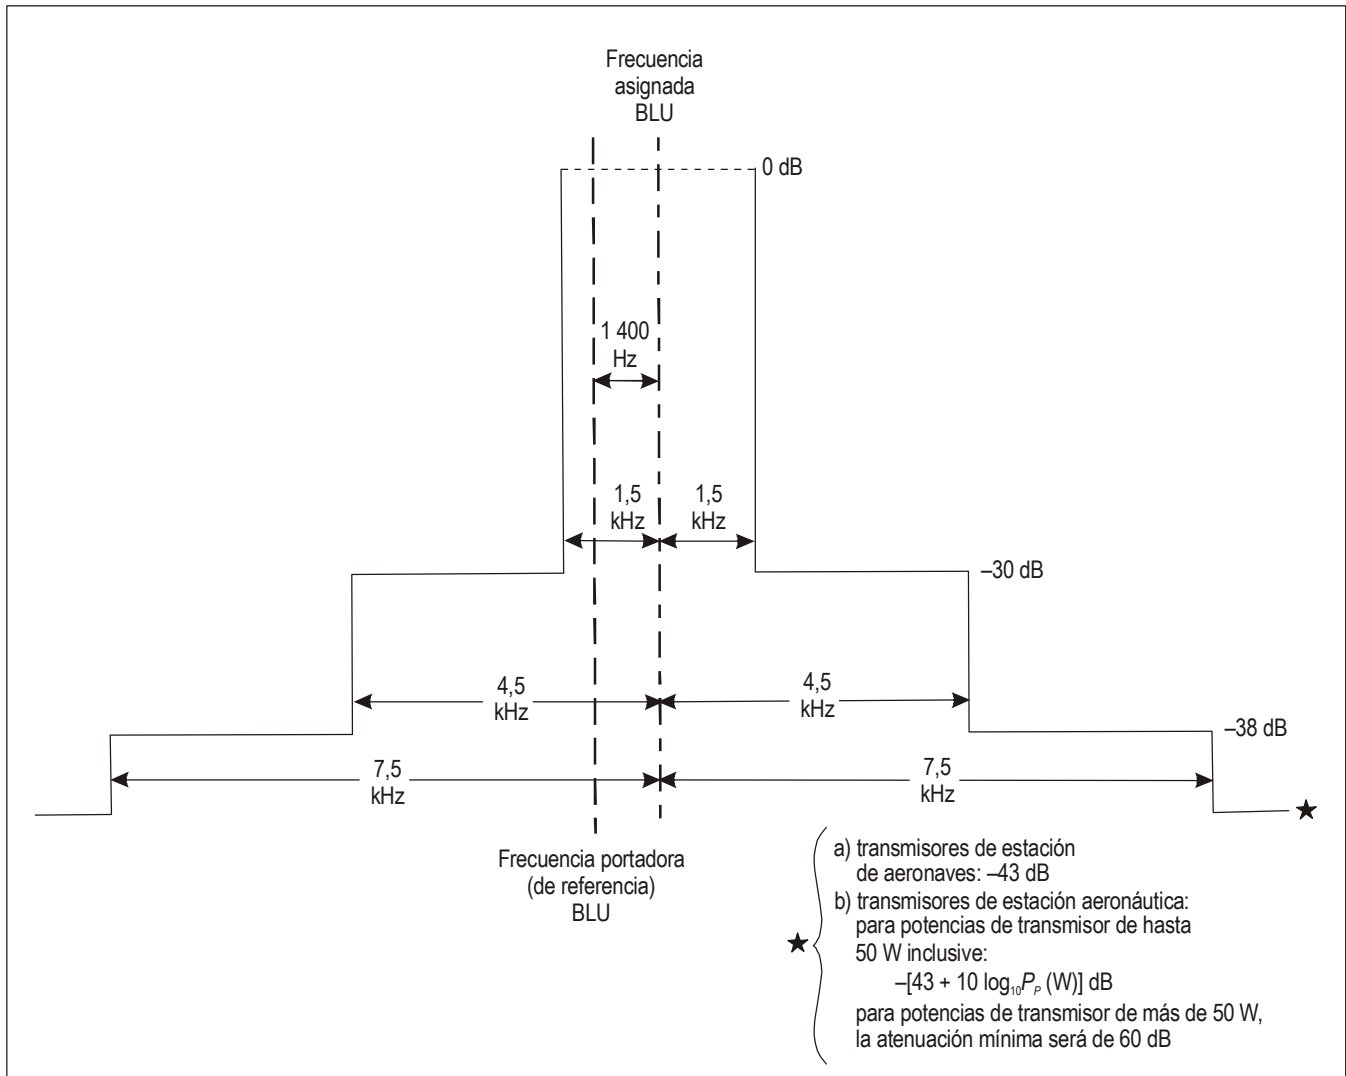 Frecuencia
asignada
BLU
0 dB
1 400
Hz
1,5
kHz
1,5
kHz
–30 dB
4,5
kHz
4,5
kHz
–38 dB
7,5
kHz
7,5
kHz
★
Frecuencia portadora
(de referencia)
BLU
★
a) transmisores de estación
de aeronaves: –43 dB
b) transmisores de estación aeronáutica:
para potencias de transmisor de hasta
50 W inclusive:
–[43 + 10 log₁₀Pₚ (W)] dB
para potencias de transmisor de más de 50 W,
la atenuación mínima será de 60 dB